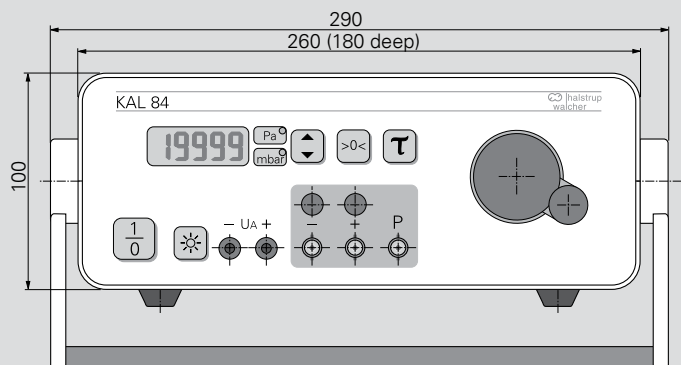 290
260 (180 deep)
KAL 84
halstrup
walcher
19999
Pa
mbar
>0<
τ
100
1
0
– UA +
–
+
P